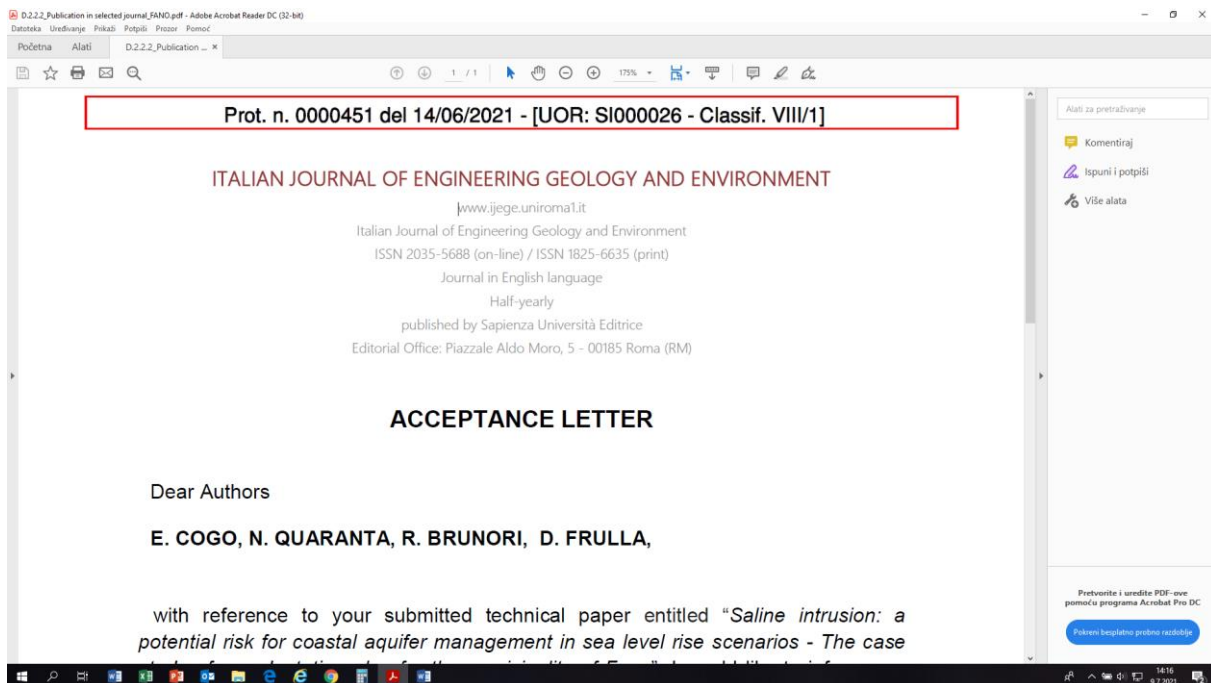 D.2.2.2_Publication in selected journal_FANO.pdf - Adobe Acrobat Reader DC (32-bit)
Datoteka Uređivanje Prikaži Potpiši Prozor Pomoć
Početna Alati D.2.2.2_Publication ... ×
1 / 1 175%
Prot. n. 0000451 del 14/06/2021 - [UOR: SI000026 - Classif. VIII/1]
ITALIAN JOURNAL OF ENGINEERING GEOLOGY AND ENVIRONMENT
www.ijege.uniroma1.it
Italian Journal of Engineering Geology and Environment
ISSN 2035-5688 (on-line) / ISSN 1825-6635 (print)
Journal in English language
Half-yearly
published by Sapienza Università Editrice
Editorial Office: Piazzale Aldo Moro, 5 - 00185 Roma (RM)
ACCEPTANCE LETTER
Dear Authors
E. COGO, N. QUARANTA, R. BRUNORI, D. FRULLA,
with reference to your submitted technical paper entitled “Saline intrusion: a
potential risk for coastal aquifer management in sea level rise scenarios - The case
Alati za pretraživanje
Komentiraj
Ispuni i potpiši
Više alata
Pretvorite i uredite PDF-ove
pomoću programa Acrobat Pro DC
Pokreni besplatno probno razdoblje
14:16
9.7.2021.